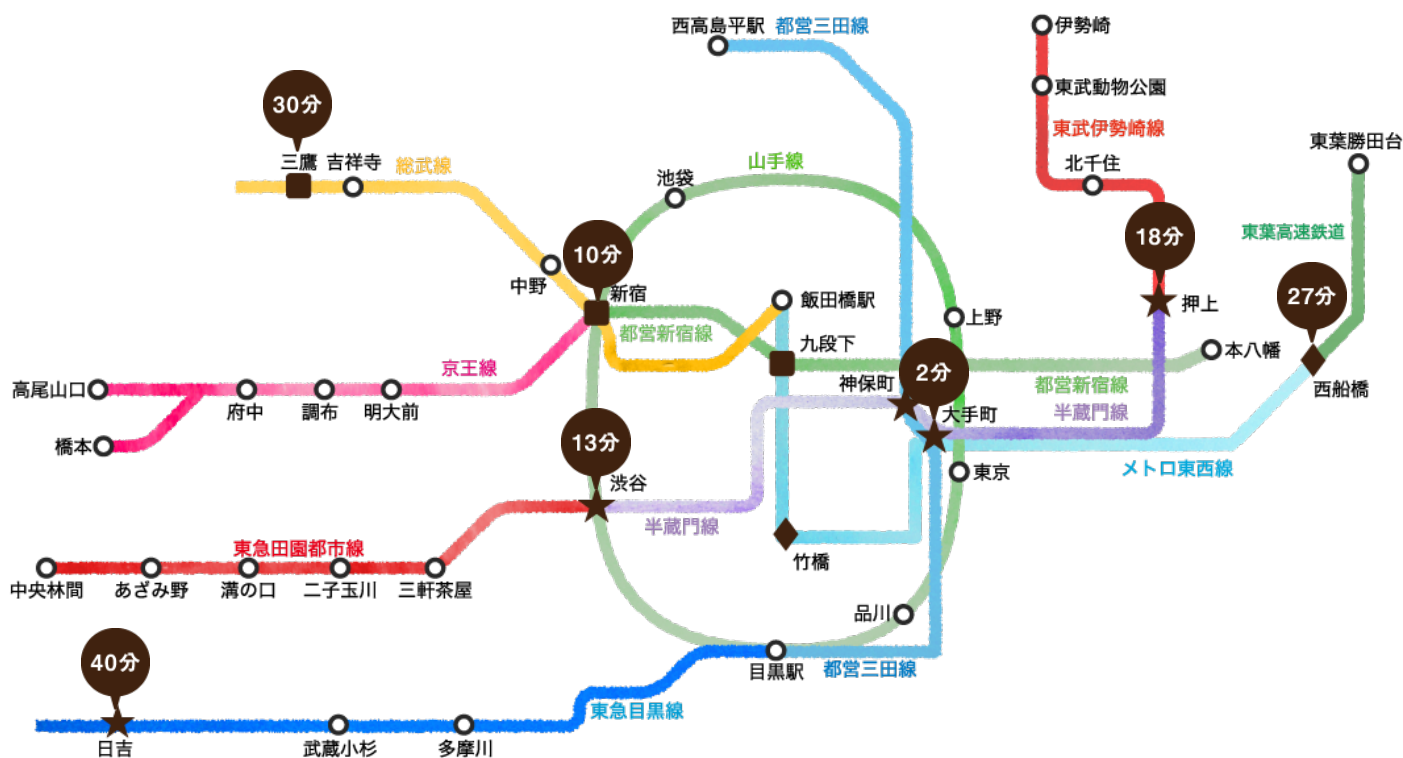 西高島平駅
都営三田線
伊勢崎
東武動物公園
30分
東武伊勢崎線
東葉勝田台
三鷹
吉祥寺
総武線
山手線
北千住
池袋
18分
東葉高速鉄道
10分
中野
新宿
飯田橋駅
上野
押上
27分
都営新宿線
九段下
本八幡
京王線
神保町
2分
都営新宿線
西船橋
高尾山口
府中
調布
明大前
大手町
半蔵門線
橋本
13分
渋谷
東京
メトロ東西線
半蔵門線
東急田園都市線
竹橋
中央林間
あざみ野
溝の口
二子玉川
三軒茶屋
品川
40分
目黒駅
都営三田線
東急目黒線
日吉
武蔵小杉
多摩川